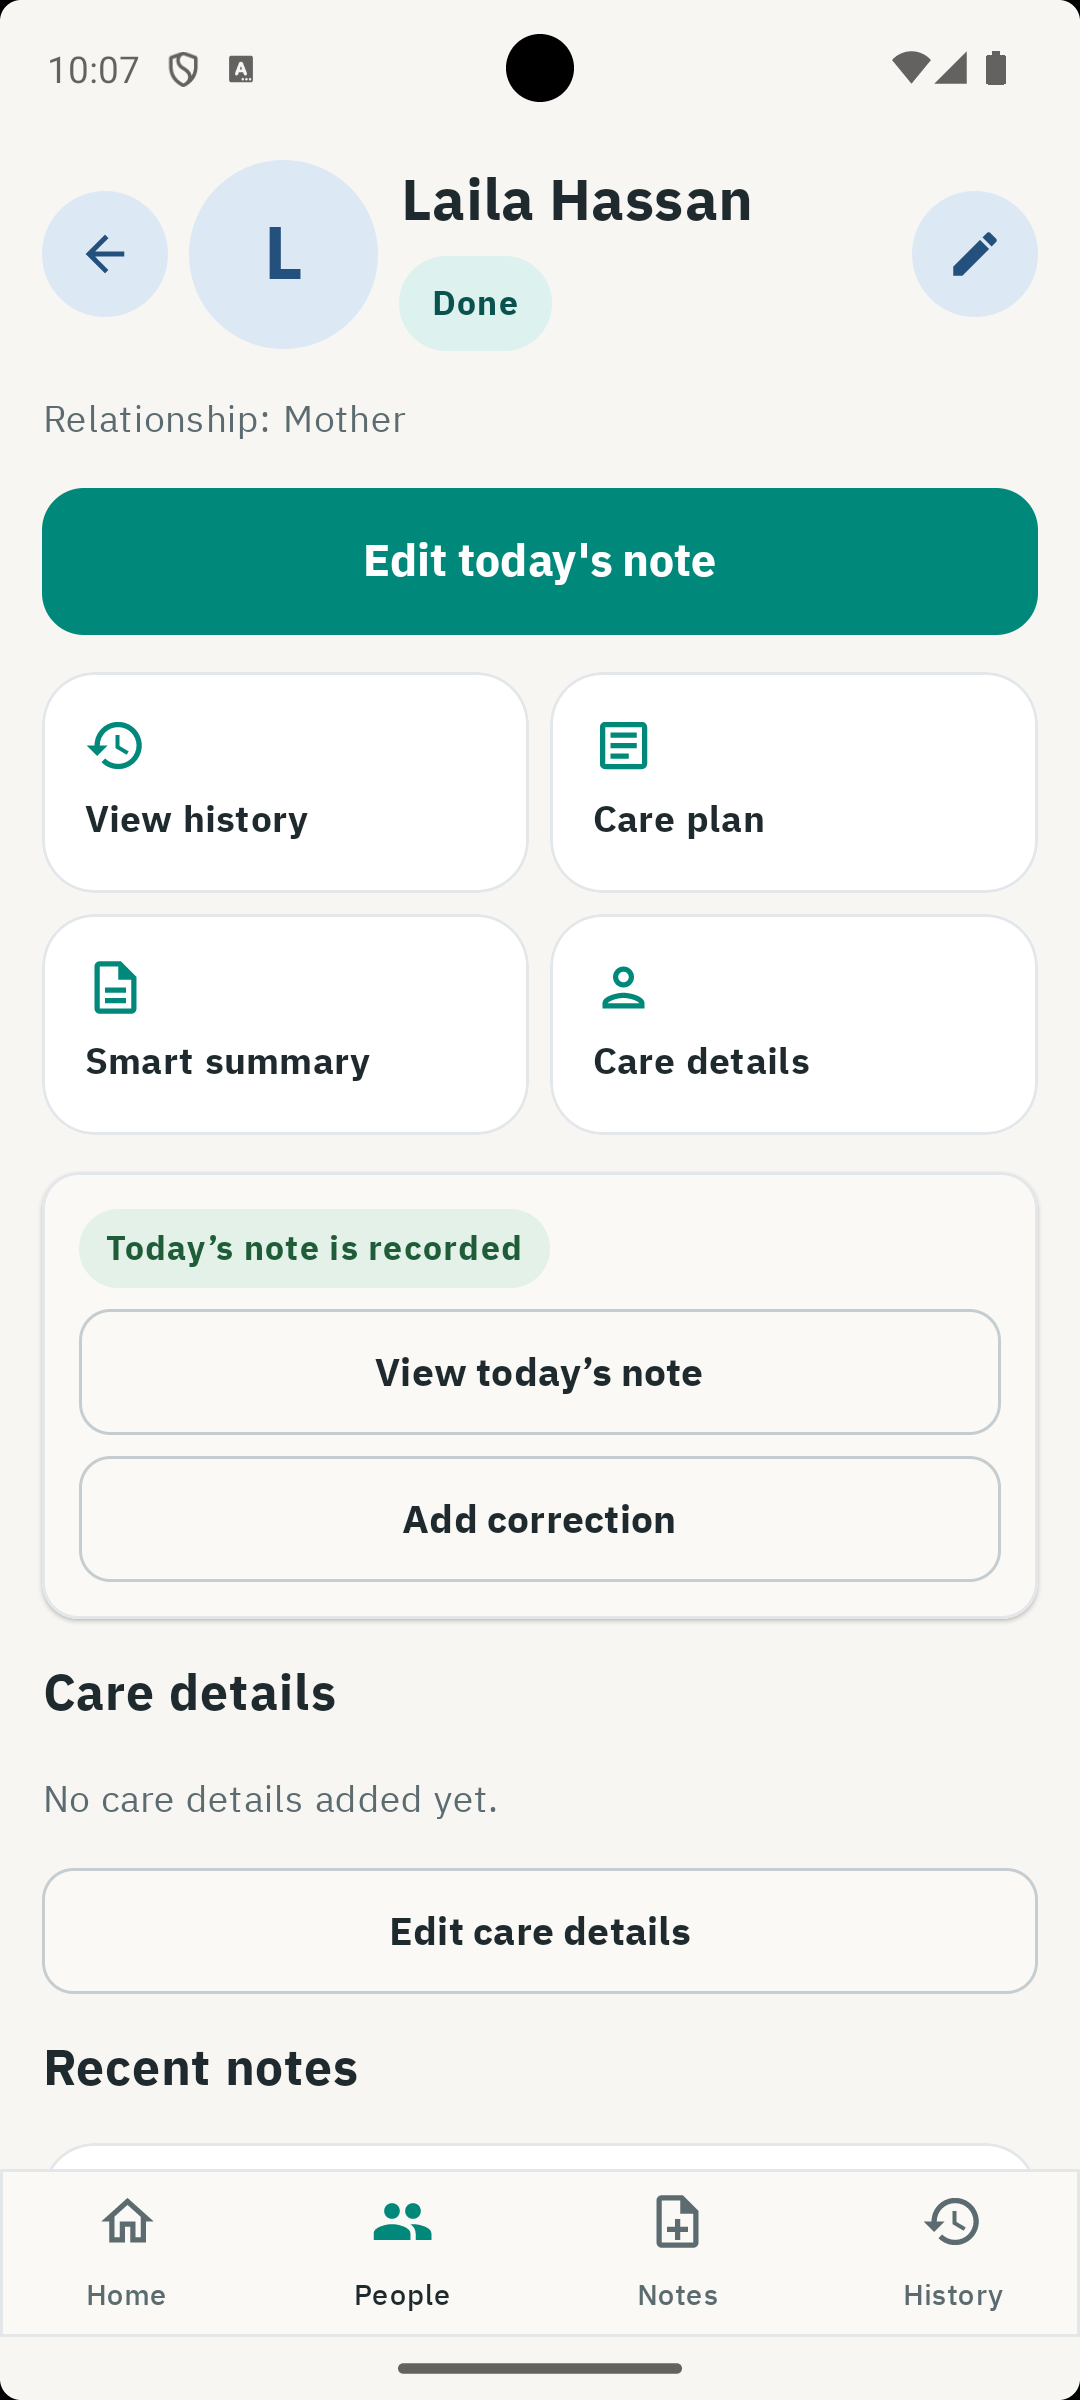 10:07
Laila Hassan
L
Done
Relationship: Mother
Edit today's note
View history
Care plan
Smart summary
Care details
Today’s note is recorded
View today’s note
Add correction
Care details
No care details added yet.
Edit care details
Recent notes
Home
People
Notes
History